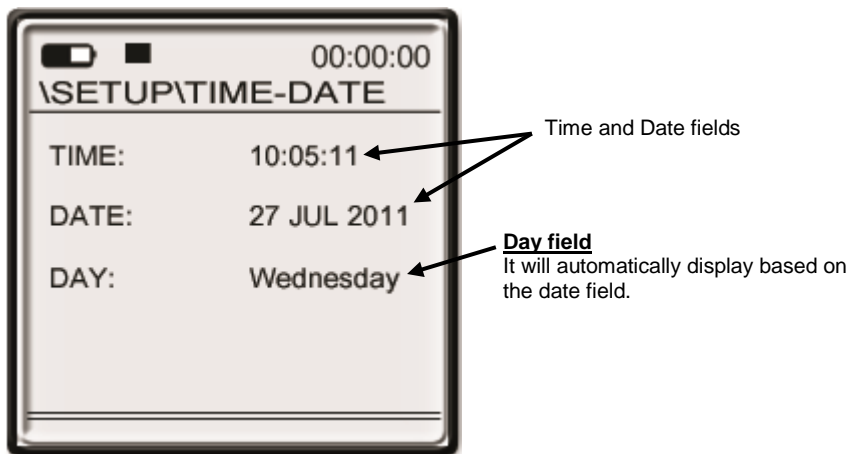 00:00:00
\SETUP\TIME-DATE
TIME: 10:05:11
DATE: 27 JUL 2011
DAY: Wednesday
Time and Date fields
Day field
It will automatically display based on
the date field.